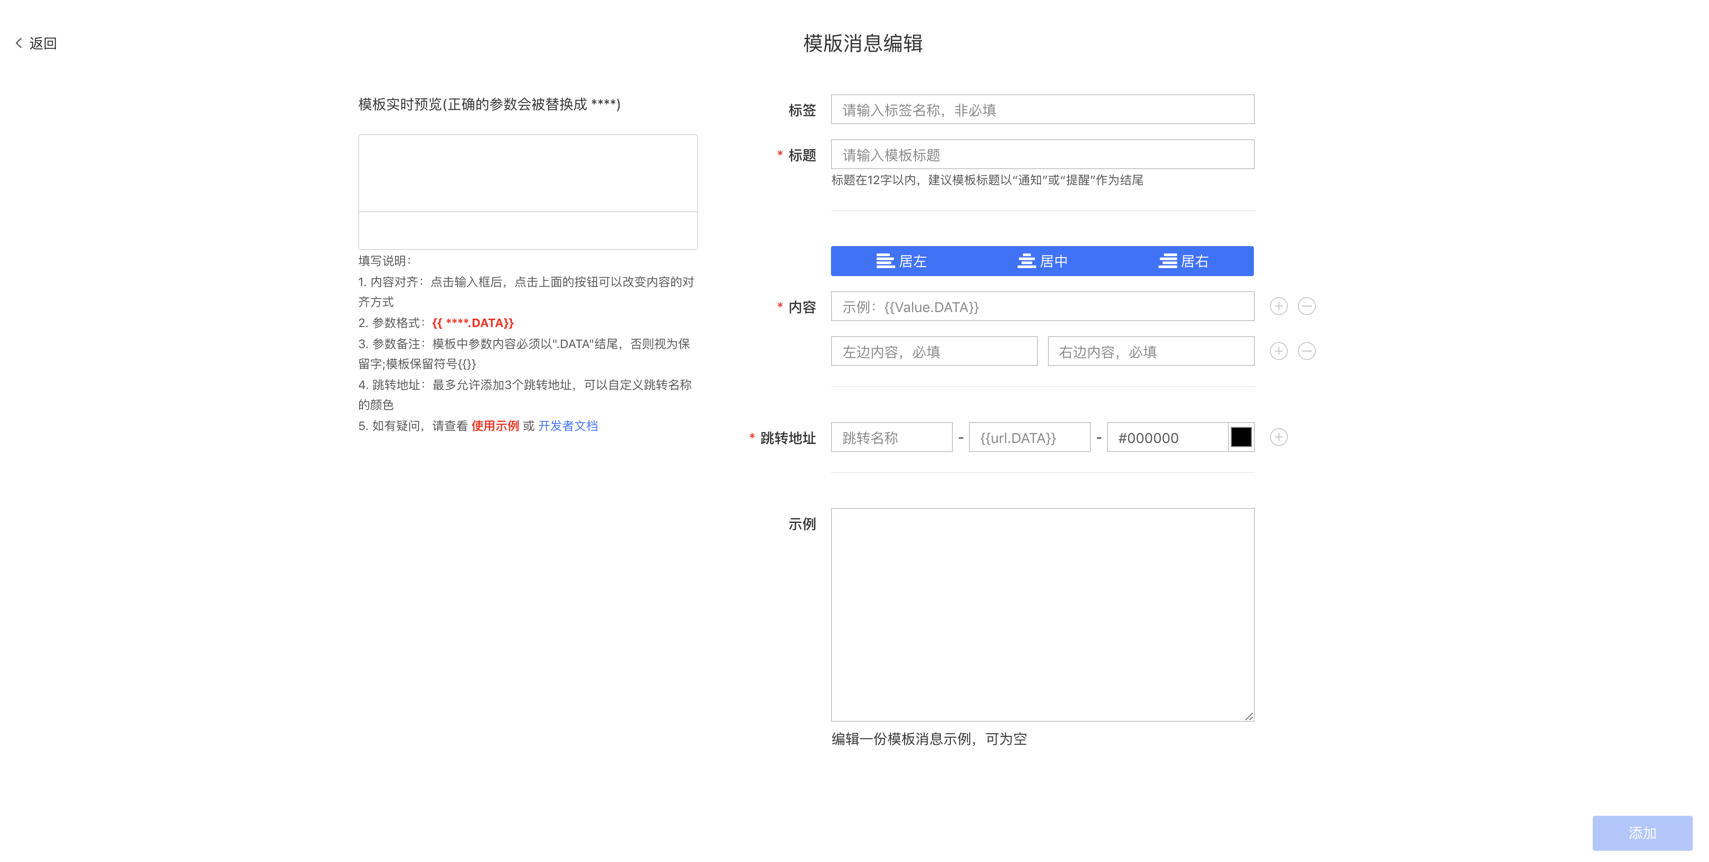 返回
模版消息编辑
模板实时预览(正确的参数会被替换成 ****)
填写说明：
1. 内容对齐：点击输入框后，点击上面的按钮可以改变内容的对
齐方式
2. 参数格式：{{ ****.DATA}}
3. 参数备注：模板中参数内容必须以".DATA"结尾，否则视为保
留字;模板保留符号{{}}
4. 跳转地址：最多允许添加3个跳转地址，可以自定义跳转名称
的颜色
5. 如有疑问，请查看 使用示例 或 开发者文档
标签 请输入标签名称，非必填
* 标题 请输入模板标题
标题在12字以内，建议模板标题以“通知”或“提醒”作为结尾
居左 居中 居右
* 内容 示例：{{Value.DATA}}
左边内容，必填 右边内容，必填
* 跳转地址 跳转名称 - {{url.DATA}} - #000000
示例
编辑一份模板消息示例，可为空
添加